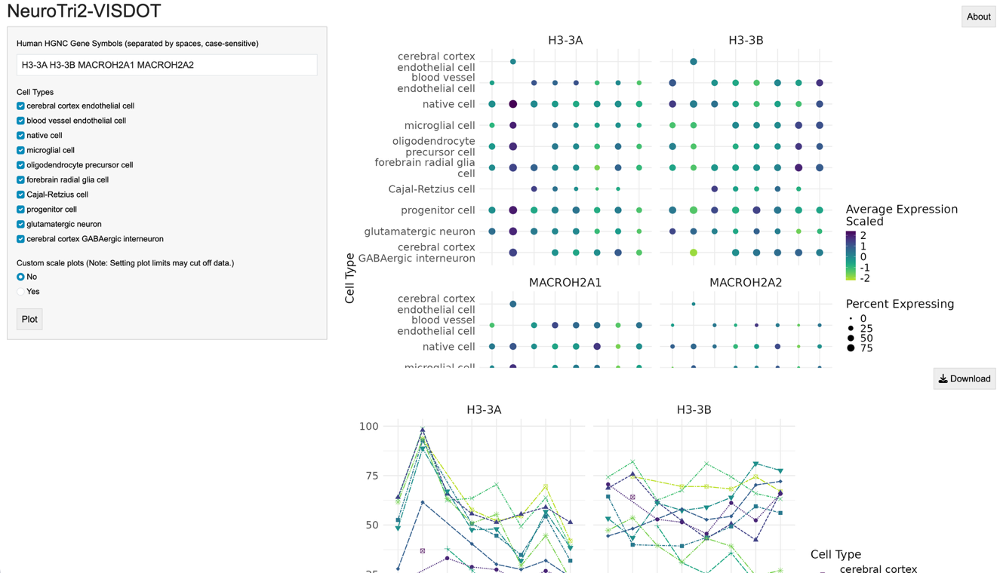 NeuroTri2-VISDOT
About
Human HGNC Gene Symbols (separated by spaces, case-sensitive)
H3-3A H3-3B MACROH2A1 MACROH2A2
Cell Types
cerebral cortex endothelial cell
blood vessel endothelial cell
native cell
microglial cell
oligodendrocyte precursor cell
forebrain radial glia cell
Cajal-Retzius cell
progenitor cell
glutamatergic neuron
cerebral cortex GABAergic interneuron
Custom scale plots (Note: Setting plot limits may cut off data.)
No
Yes
Plot
H3-3A
H3-3B
cerebral cortex
endothelial cell
blood vessel
endothelial cell
native cell
microglial cell
oligodendrocyte
precursor cell
forebrain radial glia
cell
Cajal-Retzius cell
progenitor cell
glutamatergic neuron
cerebral cortex
GABAergic interneuron
Cell Type
MACROH2A1
MACROH2A2
cerebral cortex
endothelial cell
blood vessel
endothelial cell
native cell
microglial cell
Average Expression
Scaled
2
1
0
-1
-2
Percent Expressing
0
25
50
75
Download
H3-3A
H3-3B
100
75
50
25
Cell Type
cerebral cortex